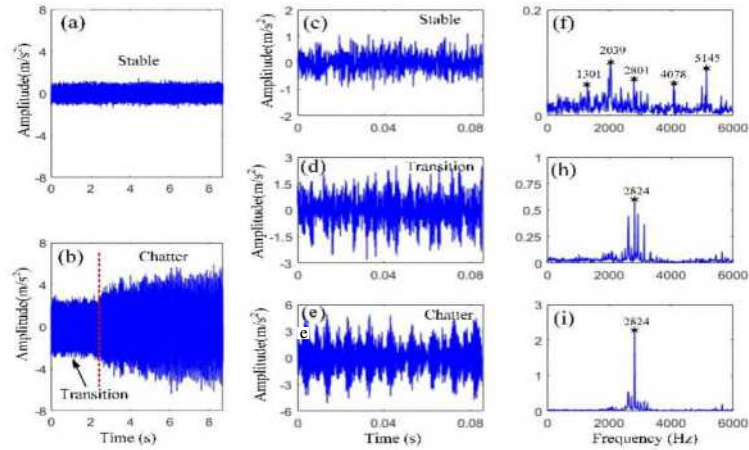 (a)
Stable
Amplitude(m/s²)
8
4
0
-4
-8
0 2 4 6 8
(b)
Chatter
Amplitude(m/s²)
8
4
0
-4
-8
Transition
0 2 4 6 8
Time (s)
(c)
Stable
Amplitude(m/s²)
2
1
0
-1
-2
0 0.04 0.08
(d)
Transition
Amplitude(m/s²)
3
1.5
0
-1.5
-3
0 0.04 0.08
(e)
e
Chatter
Amplitude(m/s²)
6
3
0
-3
-6
0 0.04 0.08
Time (s)
(f)
0.2
0.1
0
1301
2039
2801
4078
5145
0 2000 4000 6000
(h)
1
0.75
0.5
0.25
0
2824
0 2000 4000 6000
(i)
3
2
1
0
2824
0 2000 4000 6000
Frequency (Hz)